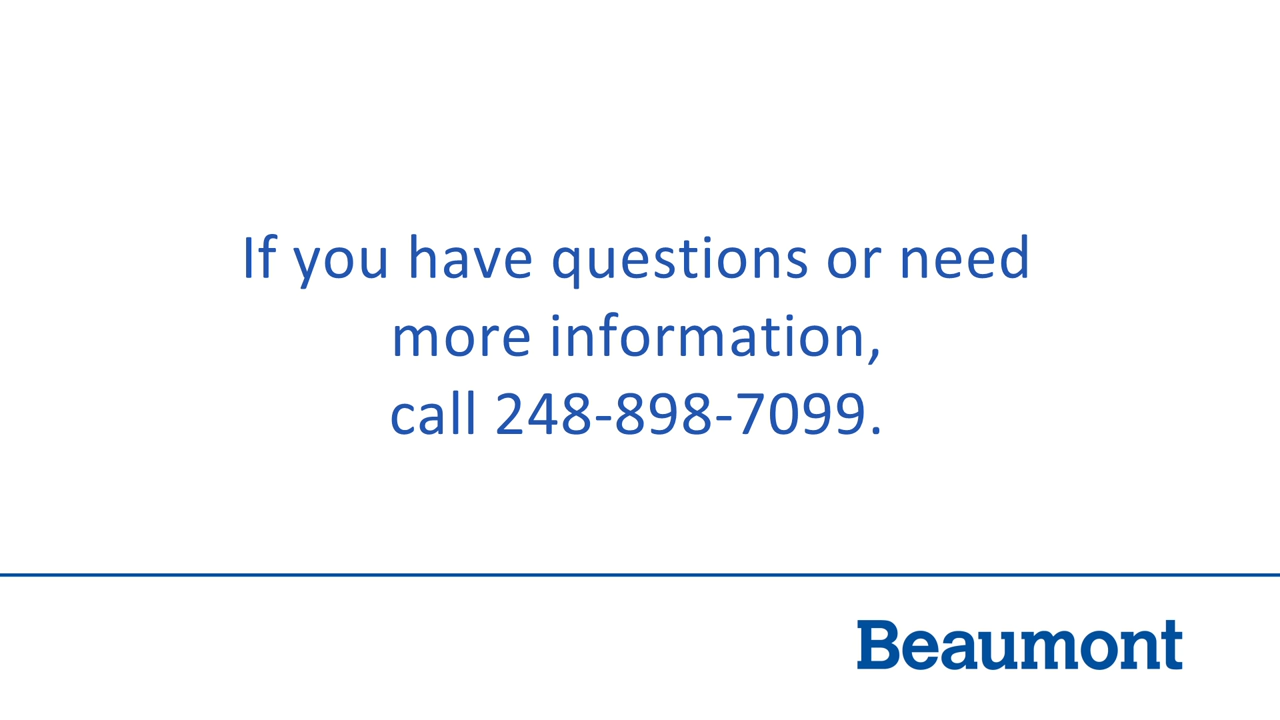 If you have questions or need
more information,
call 248-898-7099.
Beaumont